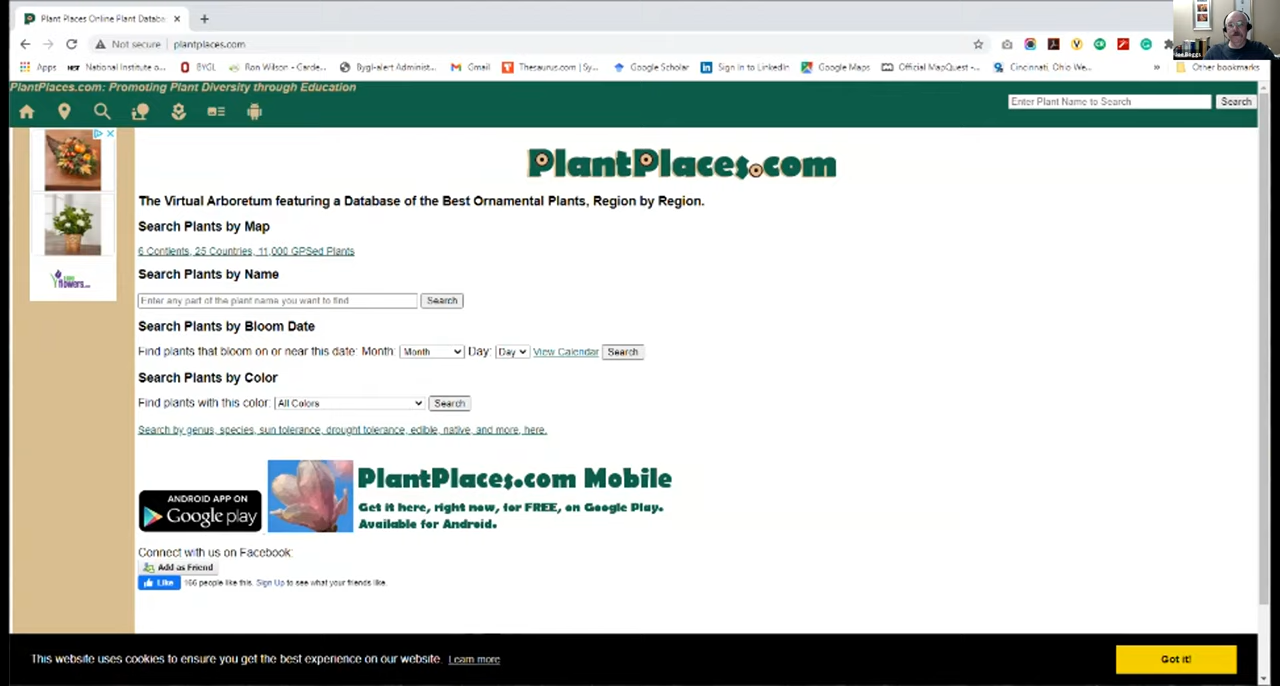 Plant Places Online Plant Databa
Not secure | plantplaces.com
Apps National Institute o... BYGL Ron Wilson - Garde... Bygl-alert Administ... Gmail Thesaurus.com | Sy... Google Scholar Sign In to LinkedIn Google Maps Official MapQuest -... Cincinnati, Ohio We... » Other bookmarks
PlantPlaces.com: Promoting Plant Diversity through Education
Enter Plant Name to Search Search
PlantPlaces.com
The Virtual Arboretum featuring a Database of the Best Ornamental Plants, Region by Region.
Search Plants by Map
6 Contients, 25 Countries, 11,000 GPSed Plants
Search Plants by Name
Enter any part of the plant name you want to find Search
Search Plants by Bloom Date
Find plants that bloom on or near this date: Month: Month Day: Day View Calendar Search
Search Plants by Color
Find plants with this color: All Colors Search
Search by genus, species, sun tolerance, drought tolerance, edible, native, and more, here.
ANDROID APP ON
Google play
PlantPlaces.com Mobile
Get it here, right now, for FREE, on Google Play.
Available for Android.
Connect with us on Facebook:
Add as Friend
Like 166 people like this. Sign Up to see what your friends like.
This website uses cookies to ensure you get the best experience on our website. Learn more Got it!